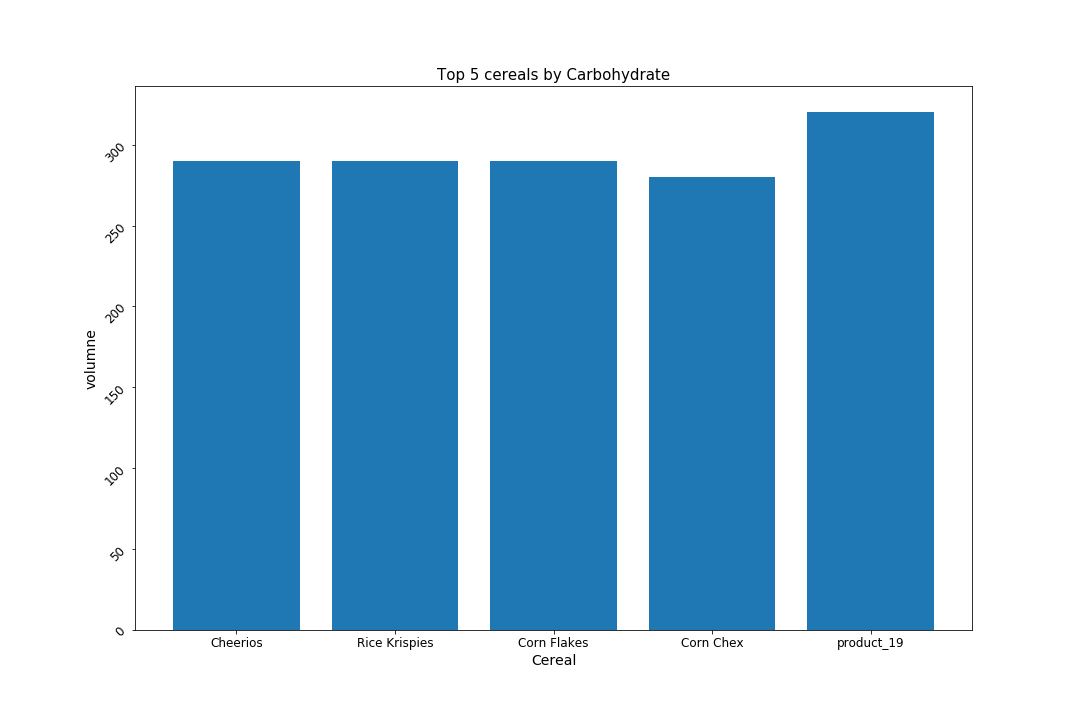 Top 5 cereals by Carbohydrate
300
250
200
150
100
50
0
volumne
Cheerios Rice Krispies Corn Flakes Corn Chex product_19
Cereal